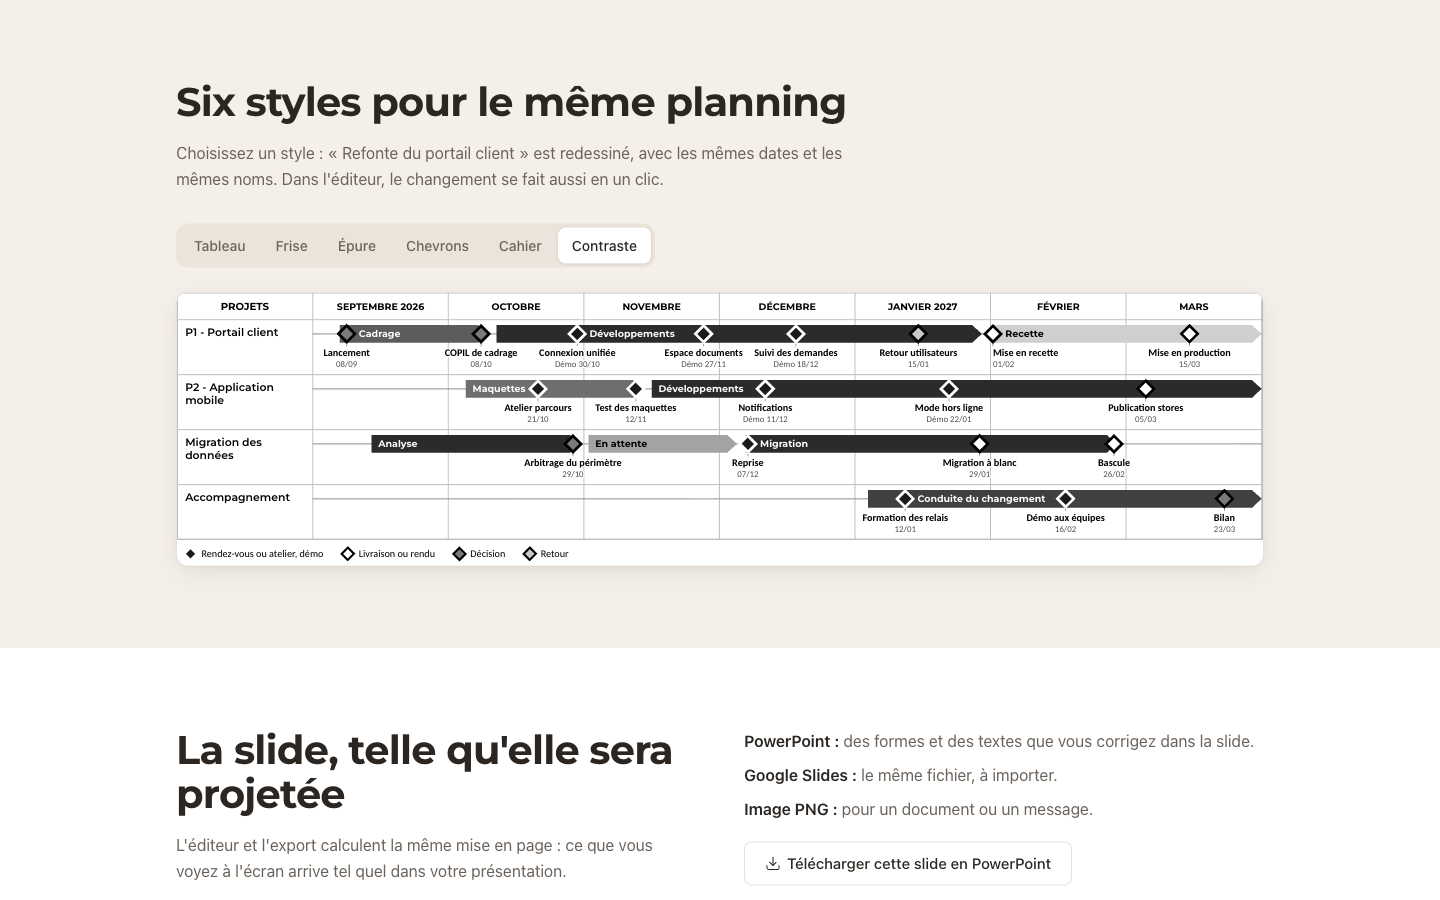 Six styles pour le même planning
Choisissez un style : « Refonte du portail client » est redessiné, avec les mêmes dates et les
mêmes noms. Dans l'éditeur, le changement se fait aussi en un clic.
Tableau Frise Épure Chevrons Cahier Contraste
PROJETS SEPTEMBRE 2026 OCTOBRE NOVEMBRE DÉCEMBRE JANVIER 2027 FÉVRIER MARS
P1 - Portail client
Cadrage Développements Recette
Lancement COPIL de cadrage Connexion unifiée Espace documents Suivi des demandes Retour utilisateurs Mise en recette Mise en production
08/09 08/10 Démo 30/10 Démo 27/11 Démo 18/12 15/01 01/02 15/03
P2 - Application
mobile
Maquettes Développements
Atelier parcours Test des maquettes Notifications Mode hors ligne Publication stores
21/10 12/11 Démo 11/12 Démo 22/01 05/03
Migration des
données
Analyse En attente Migration
Arbitrage du périmètre Reprise Migration à blanc Bascule
29/10 07/12 29/01 26/02
Accompagnement
Conduite du changement
Formation des relais Démo aux équipes Bilan
12/01 16/02 23/03
Rendez-vous ou atelier, démo Livraison ou rendu Décision Retour
La slide, telle qu'elle sera
projetée
L'éditeur et l'export calculent la même mise en page : ce que vous
voyez à l'écran arrive tel quel dans votre présentation.
PowerPoint : des formes et des textes que vous corrigez dans la slide.
Google Slides : le même fichier, à importer.
Image PNG : pour un document ou un message.
Télécharger cette slide en PowerPoint